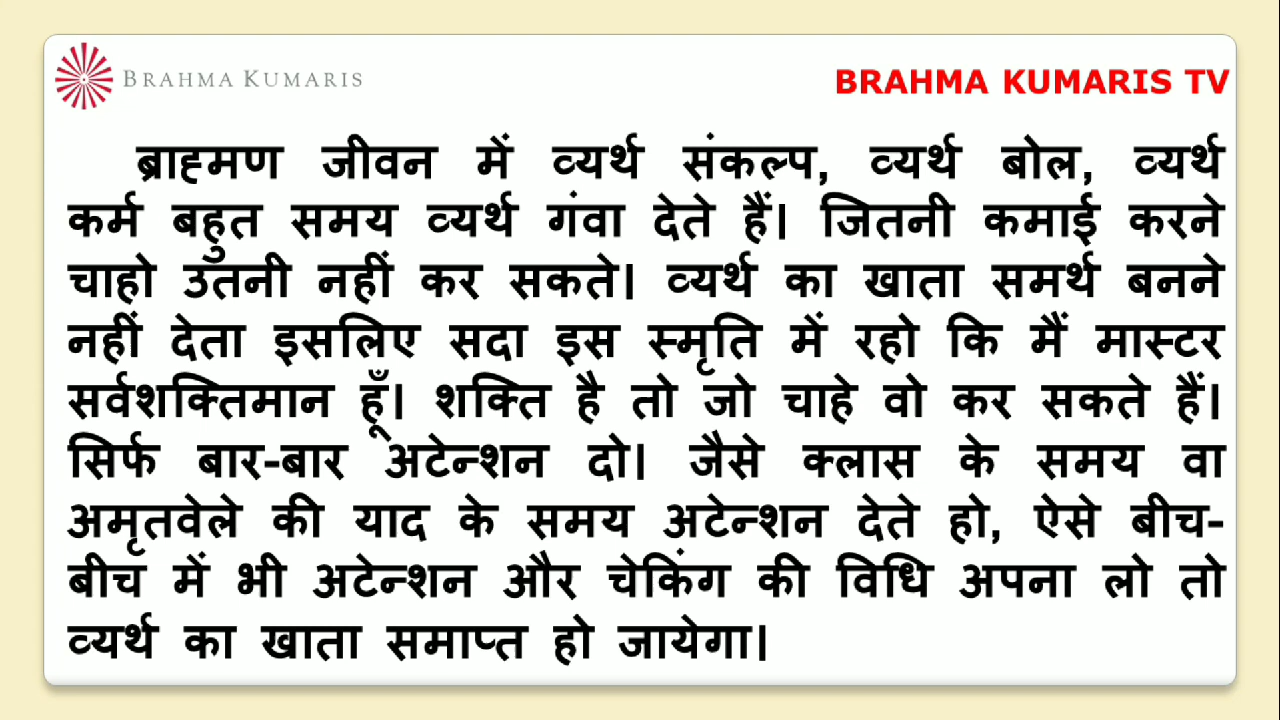 BRAHMA KUMARIS
BRAHMA KUMARIS TV
ब्राह्मण जीवन में व्यर्थ संकल्प, व्यर्थ बोल, व्यर्थ
कर्म बहुत समय व्यर्थ गंवा देते हैं। जितनी कमाई करने
चाहो उतनी नहीं कर सकते। व्यर्थ का खाता समर्थ बनने
नहीं देता इसलिए सदा इस स्मृति में रहो कि मैं मास्टर
सर्वशक्तिमान हूँ। शक्ति है तो जो चाहे वो कर सकते हैं।
सिर्फ बार-बार अटेन्शन दो। जैसे क्लास के समय वा
अमृतवेले की याद के समय अटेन्शन देते हो, ऐसे बीच-
बीच में भी अटेन्शन और चेकिंग की विधि अपना लो तो
व्यर्थ का खाता समाप्त हो जायेगा।